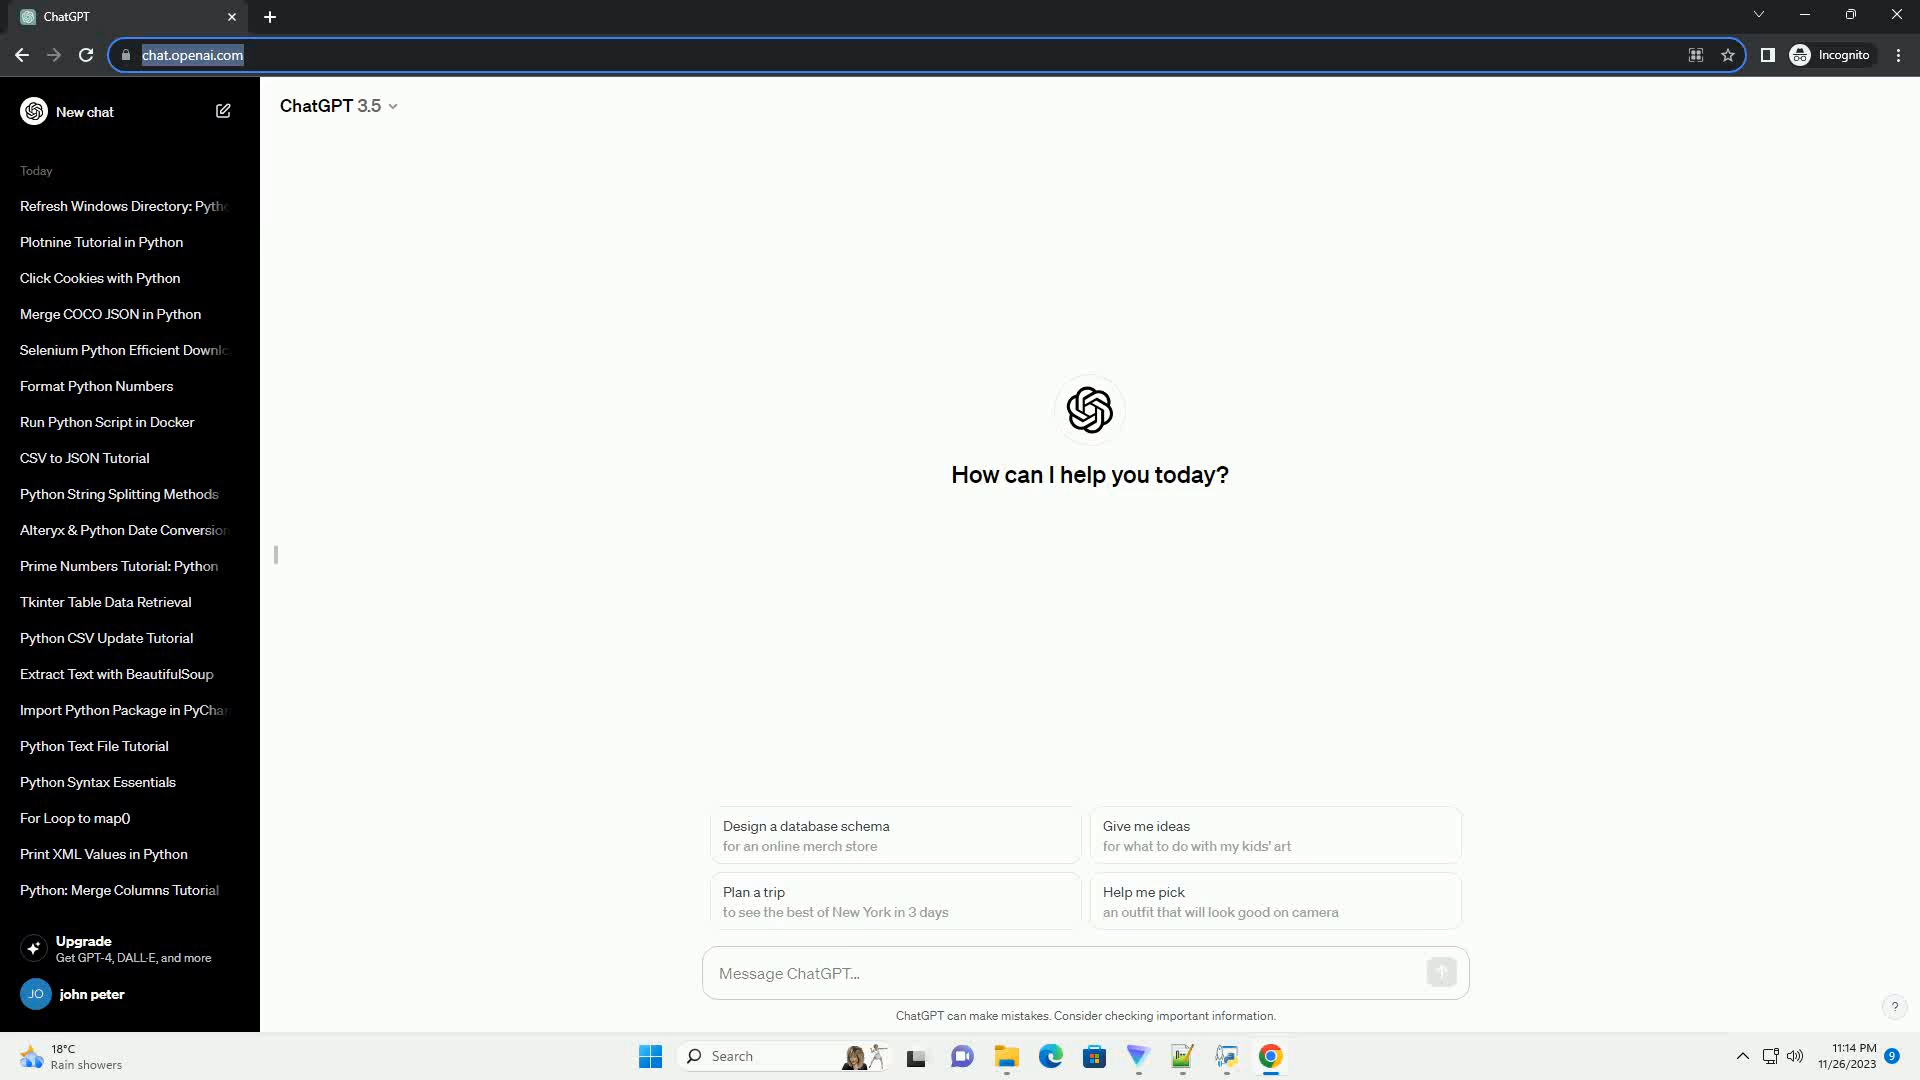 ChatGPT
chat.openai.com
Incognito
New chat
ChatGPT 3.5
Today
Refresh Windows Directory: Pyth
Plotnine Tutorial in Python
Click Cookies with Python
Merge COCO JSON in Python
Selenium Python Efficient Downl
Format Python Numbers
Run Python Script in Docker
CSV to JSON Tutorial
Python String Splitting Methods
Alteryx & Python Date Conversion
Prime Numbers Tutorial: Python
Tkinter Table Data Retrieval
Python CSV Update Tutorial
Extract Text with BeautifulSoup
Import Python Package in PyChar
Python Text File Tutorial
Python Syntax Essentials
For Loop to map()
Print XML Values in Python
Python: Merge Columns Tutorial
Upgrade
Get GPT-4, DALL·E, and more
JO john peter
How can I help you today?
Design a database schema
for an online merch store
Give me ideas
for what to do with my kids' art
Plan a trip
to see the best of New York in 3 days
Help me pick
an outfit that will look good on camera
Message ChatGPT...
ChatGPT can make mistakes. Consider checking important information.
?
18°C
Rain showers
Search
11:14 PM
11/26/2023
9